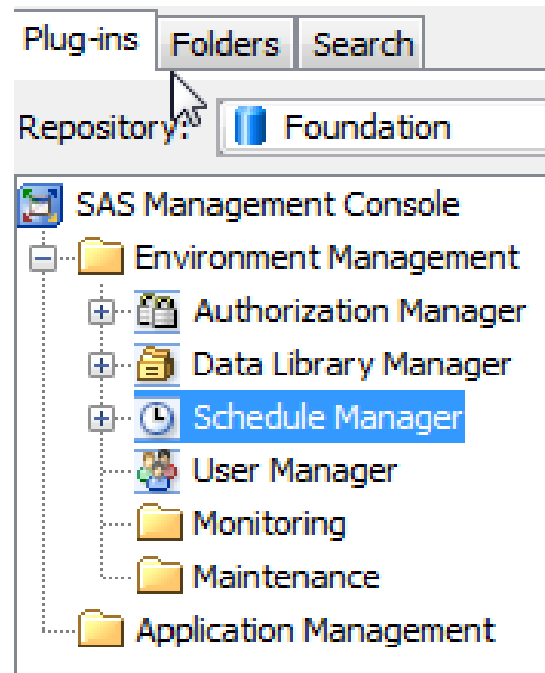 Plug-ins Folders Search
Repository: Foundation
SAS Management Console
Environment Management
Authorization Manager
Data Library Manager
Schedule Manager
User Manager
Monitoring
Maintenance
Application Management